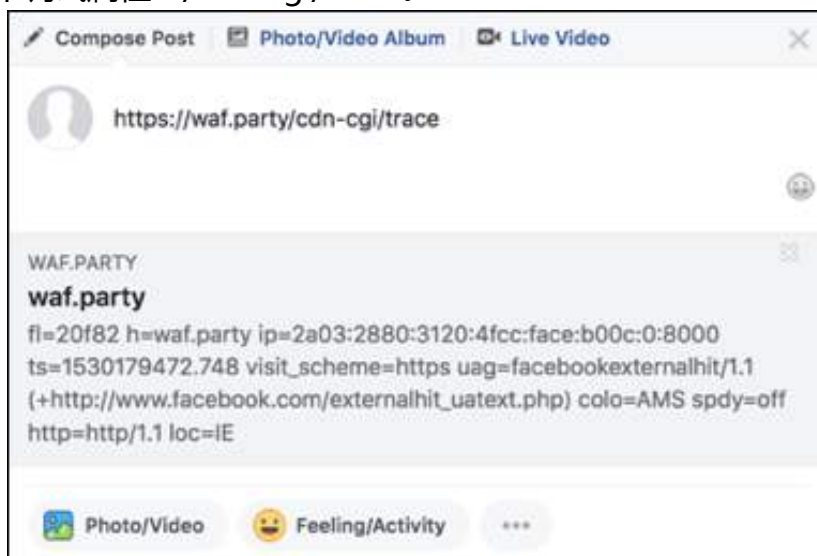 Compose Post Photo/Video Album Live Video
https://waf.party/cdn-cgi/trace
WAF.PARTY
waf.party
fl=20f82 h=waf.party ip=2a03:2880:3120:4fcc:face:b00c:0:8000
ts=1530179472.748 visit_scheme=https uag=facebookexternalhit/1.1
(+http://www.facebook.com/externalhit_uatext.php) colo=AMS spdy=off
http=http/1.1 loc=IE
Photo/Video Feeling/Activity